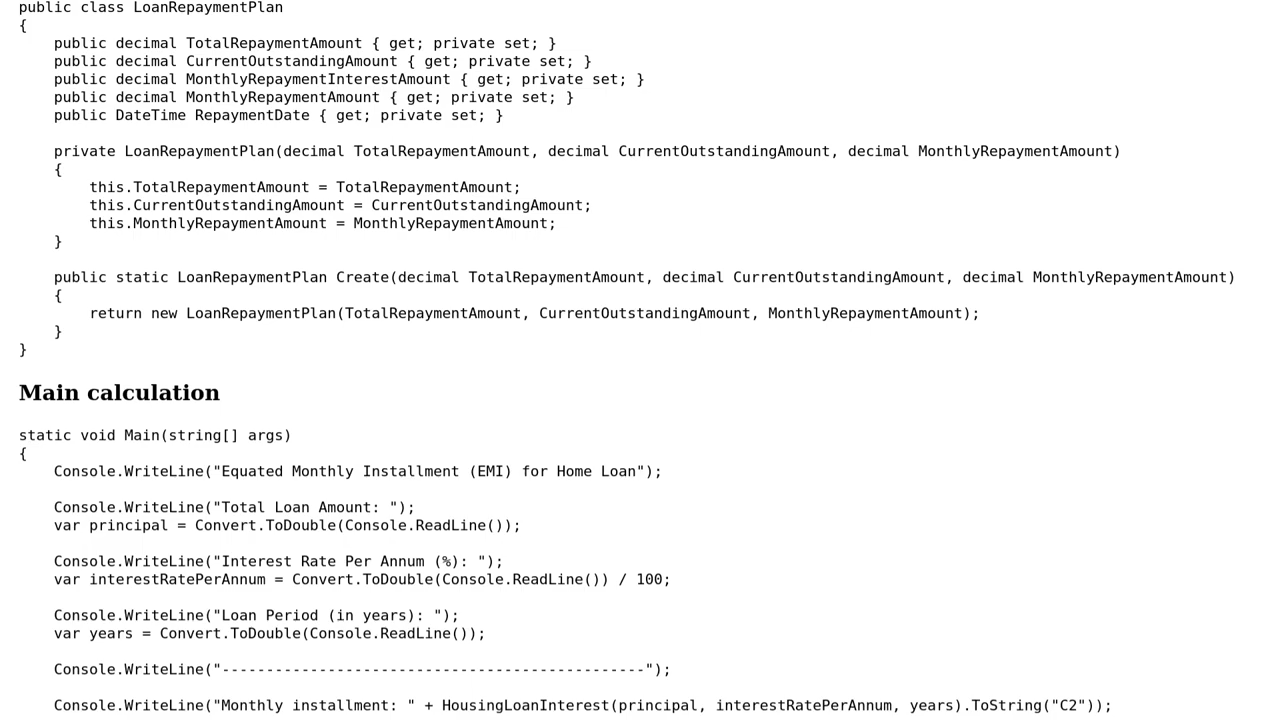 public class LoanRepaymentPlan
{
    public decimal TotalRepaymentAmount { get; private set; }
    public decimal CurrentOutstandingAmount { get; private set; }
    public decimal MonthlyRepaymentInterestAmount { get; private set; }
    public decimal MonthlyRepaymentAmount { get; private set; }
    public DateTime RepaymentDate { get; private set; }

    private LoanRepaymentPlan(decimal TotalRepaymentAmount, decimal CurrentOutstandingAmount, decimal MonthlyRepaymentAmount)
    {
        this.TotalRepaymentAmount = TotalRepaymentAmount;
        this.CurrentOutstandingAmount = CurrentOutstandingAmount;
        this.MonthlyRepaymentAmount = MonthlyRepaymentAmount;
    }

    public static LoanRepaymentPlan Create(decimal TotalRepaymentAmount, decimal CurrentOutstandingAmount, decimal MonthlyRepaymentAmount)
    {
        return new LoanRepaymentPlan(TotalRepaymentAmount, CurrentOutstandingAmount, MonthlyRepaymentAmount);
    }
}
Main calculation
static void Main(string[] args)
{
    Console.WriteLine("Equated Monthly Installment (EMI) for Home Loan");

    Console.WriteLine("Total Loan Amount: ");
    var principal = Convert.ToDouble(Console.ReadLine());

    Console.WriteLine("Interest Rate Per Annum (%): ");
    var interestRatePerAnnum = Convert.ToDouble(Console.ReadLine()) / 100;

    Console.WriteLine("Loan Period (in years): ");
    var years = Convert.ToDouble(Console.ReadLine());

    Console.WriteLine("------------------------------------------------");

    Console.WriteLine("Monthly installment: " + HousingLoanInterest(principal, interestRatePerAnnum, years).ToString("C2"));